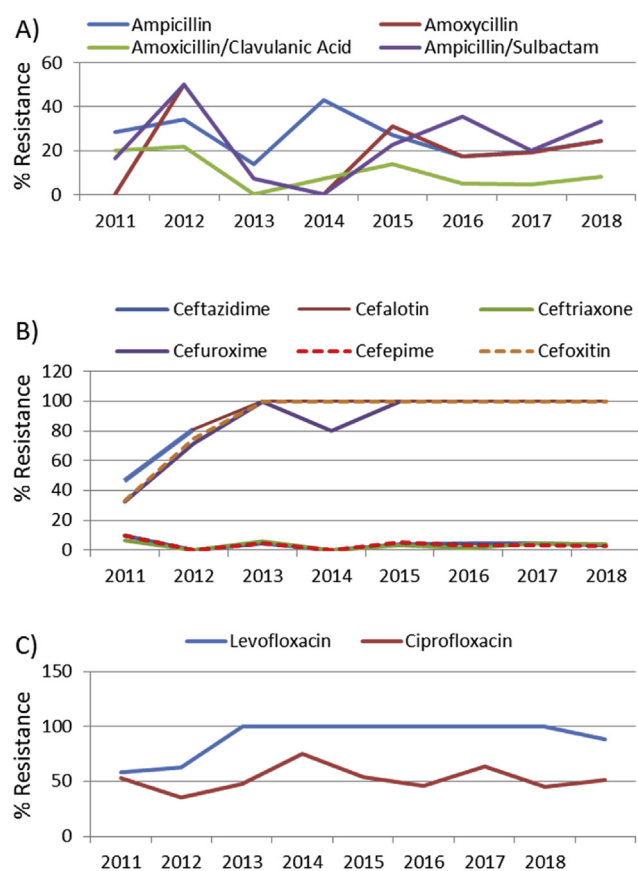 A)
Ampicillin Amoxycillin
Amoxicillin/Clavulanic Acid Ampicillin/Sulbactam
% Resistance
60
40
20
0
2011 2012 2013 2014 2015 2016 2017 2018
B)
Ceftazidime Cefalotin Ceftriaxone
Cefuroxime Cefepime Cefoxitin
% Resistance
120
100
80
60
40
20
0
2011 2012 2013 2014 2015 2016 2017 2018
C)
Levofloxacin Ciprofloxacin
% Resistance
150
100
50
0
2011 2012 2013 2014 2015 2016 2017 2018